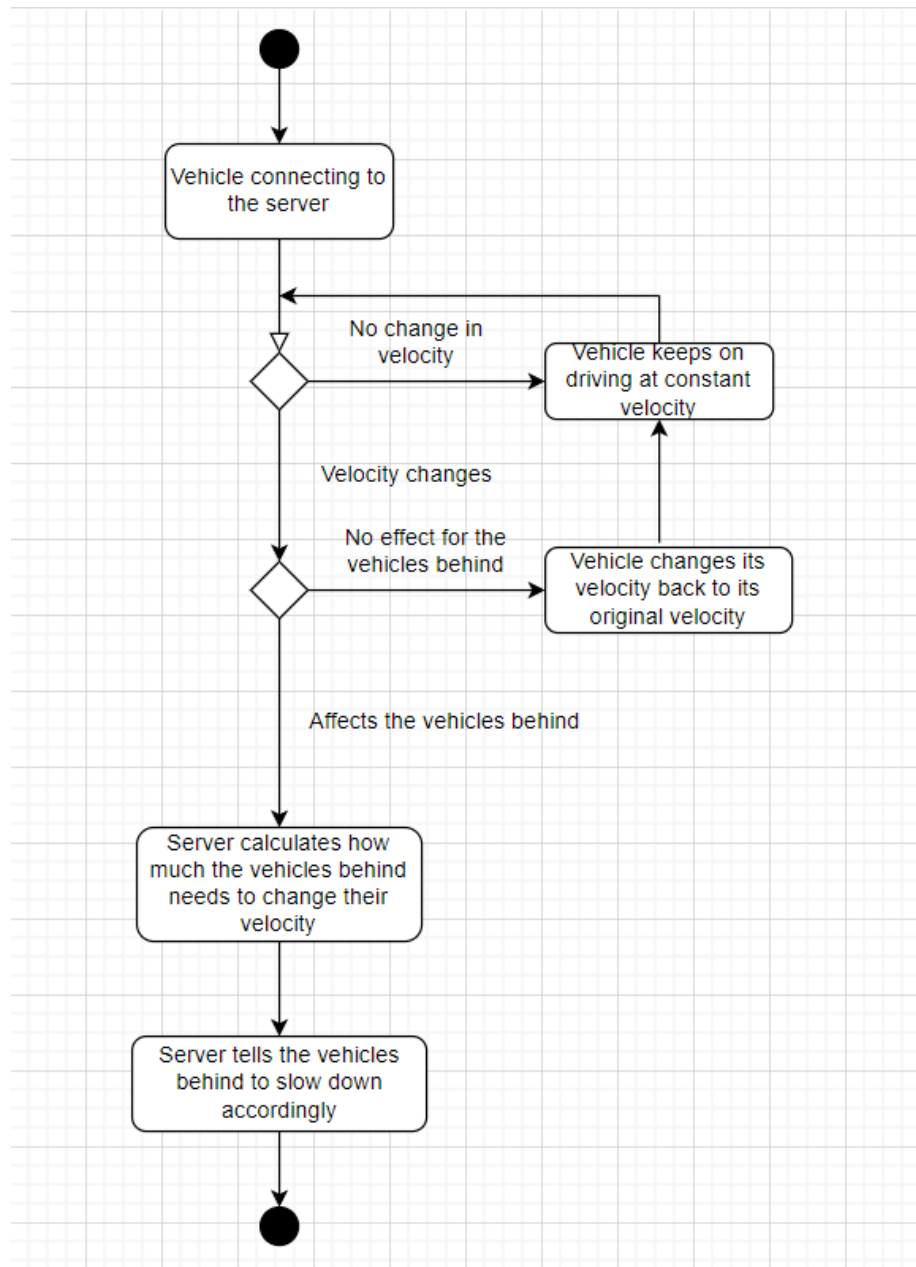 Vehicle connecting to
the server
No change in
velocity
Vehicle keeps on
driving at constant
velocity
Velocity changes
No effect for the
vehicles behind
Vehicle changes its
velocity back to its
original velocity
Affects the vehicles behind
Server calculates how
much the vehicles behind
needs to change their
velocity
Server tells the vehicles
behind to slow down
accordingly